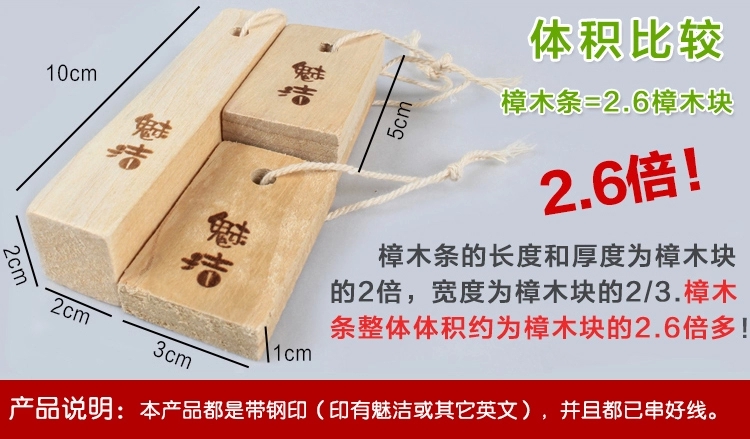 体积比较
樟木条=2.6樟木块
2.6倍！
10cm
5cm
2cm
2cm
3cm
1cm
魅洁
魅洁
魅洁
樟木条的长度和厚度为樟木块
的2倍，宽度为樟木块的2/3.樟木
条整体体积约为樟木块的2.6倍多!
产品说明：本产品都是带钢印（印有魅洁或其它英文），并且都已串好线。